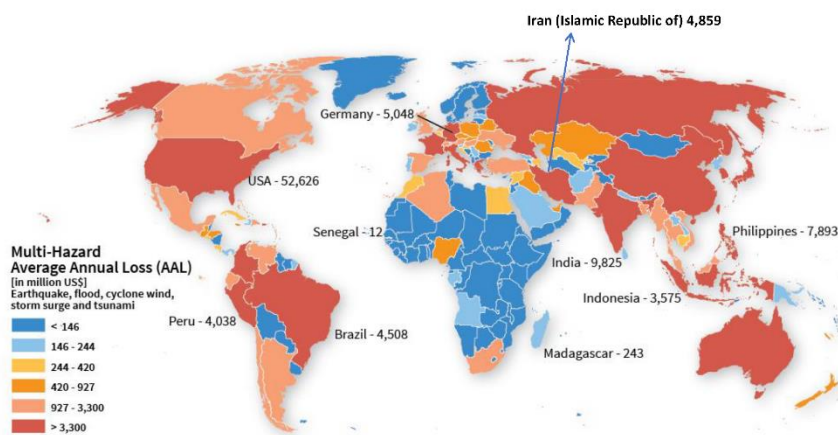 Iran (Islamic Republic of) 4,859
Germany - 5,048
USA - 52,626
Senegal - 12
Philippines - 7,893
India - 9,825
Multi-Hazard
Average Annual Loss (AAL)
[in million US$]
Earthquake, flood, cyclone wind,
storm surge and tsunami
Indonesia - 3,575
Peru - 4,038
Brazil - 4,508
Madagascar - 243
< 146
146 - 244
244 - 420
420 - 927
927 - 3,300
> 3,300